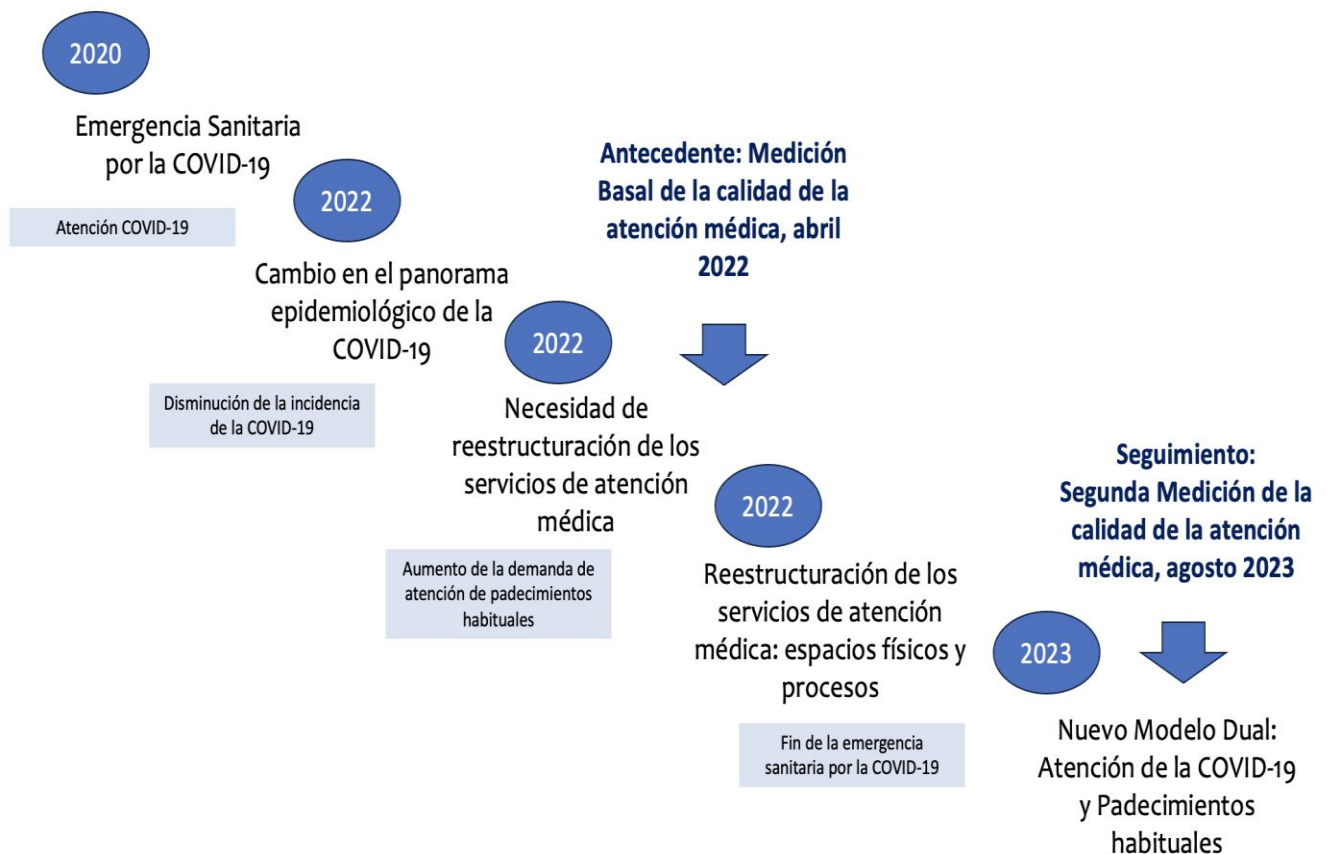 2020
Emergencia Sanitaria
por la COVID-19
Atención COVID-19
2022
Cambio en el panorama
epidemiológico de la
COVID-19
Disminución de la incidencia
de la COVID-19
Antecedente: Medición
Basal de la calidad de la
atención médica, abril
2022
2022
Necesidad de
reestructuración de los
servicios de atención
médica
Aumento de la demanda de
atención de padecimientos
habituales
2022
Reestructuración de los
servicios de atención
médica: espacios físicos y
procesos
Fin de la emergencia
sanitaria por la COVID-19
Seguimiento:
Segunda Medición de la
calidad de la atención
médica, agosto 2023
2023
Nuevo Modelo Dual:
Atención de la COVID-19
y Padecimientos
habituales